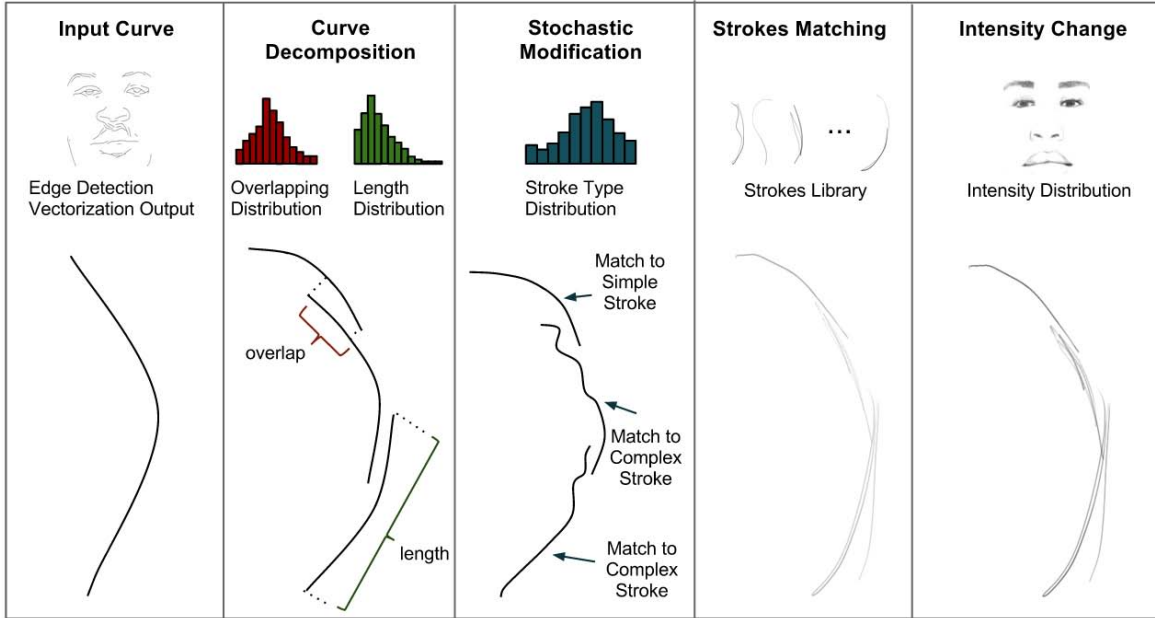 Input Curve
Edge Detection
Vectorization Output
Curve
Decomposition
Overlapping
Distribution
Length
Distribution
overlap
length
Stochastic
Modification
Stroke Type
Distribution
Match to
Simple
Stroke
Match to
Complex
Stroke
Match to
Complex
Stroke
Strokes Matching
...
Strokes Library
Intensity Change
Intensity Distribution